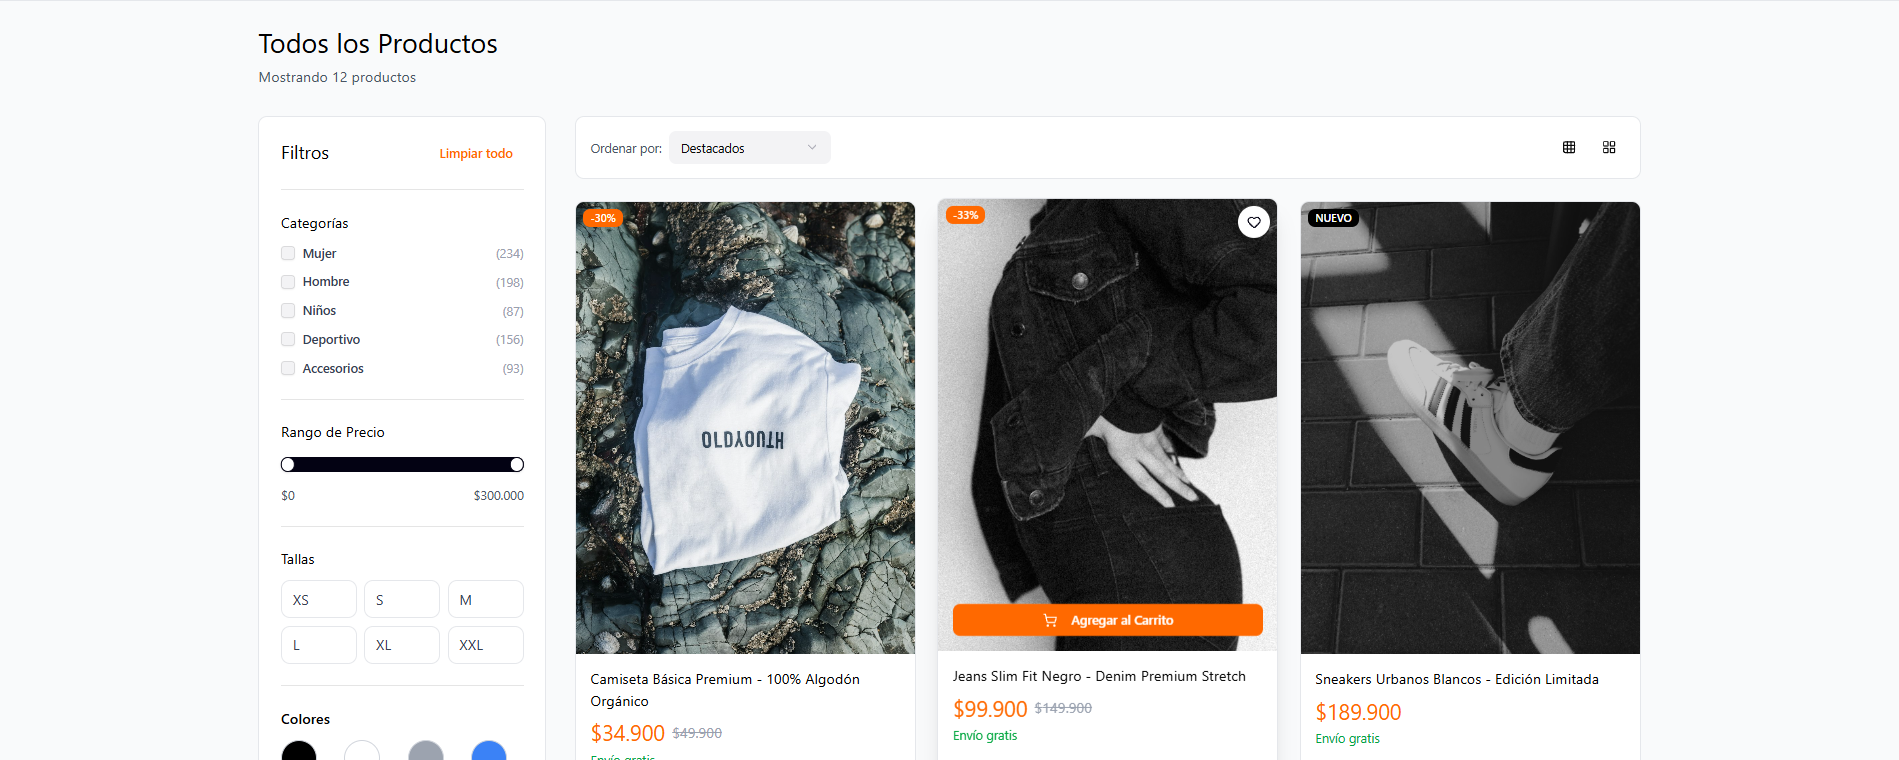 Todos los Productos
Mostrando 12 productos
Filtros
Limpiar todo
Categorías
Mujer (234)
Hombre (198)
Niños (87)
Deportivo (156)
Accesorios (93)
Rango de Precio
$0 $300.000
Tallas
XS S M
L XL XXL
Colores
Ordenar por: Destacados
-30%
OLDYOUTH
Camiseta Básica Premium - 100% Algodón
Orgánico
$34.900 $49.900
Envío gratis
-33%
Agregar al Carrito
Jeans Slim Fit Negro - Denim Premium Stretch
$99.900 $149.900
Envío gratis
NUEVO
Sneakers Urbanos Blancos - Edición Limitada
$189.900
Envío gratis